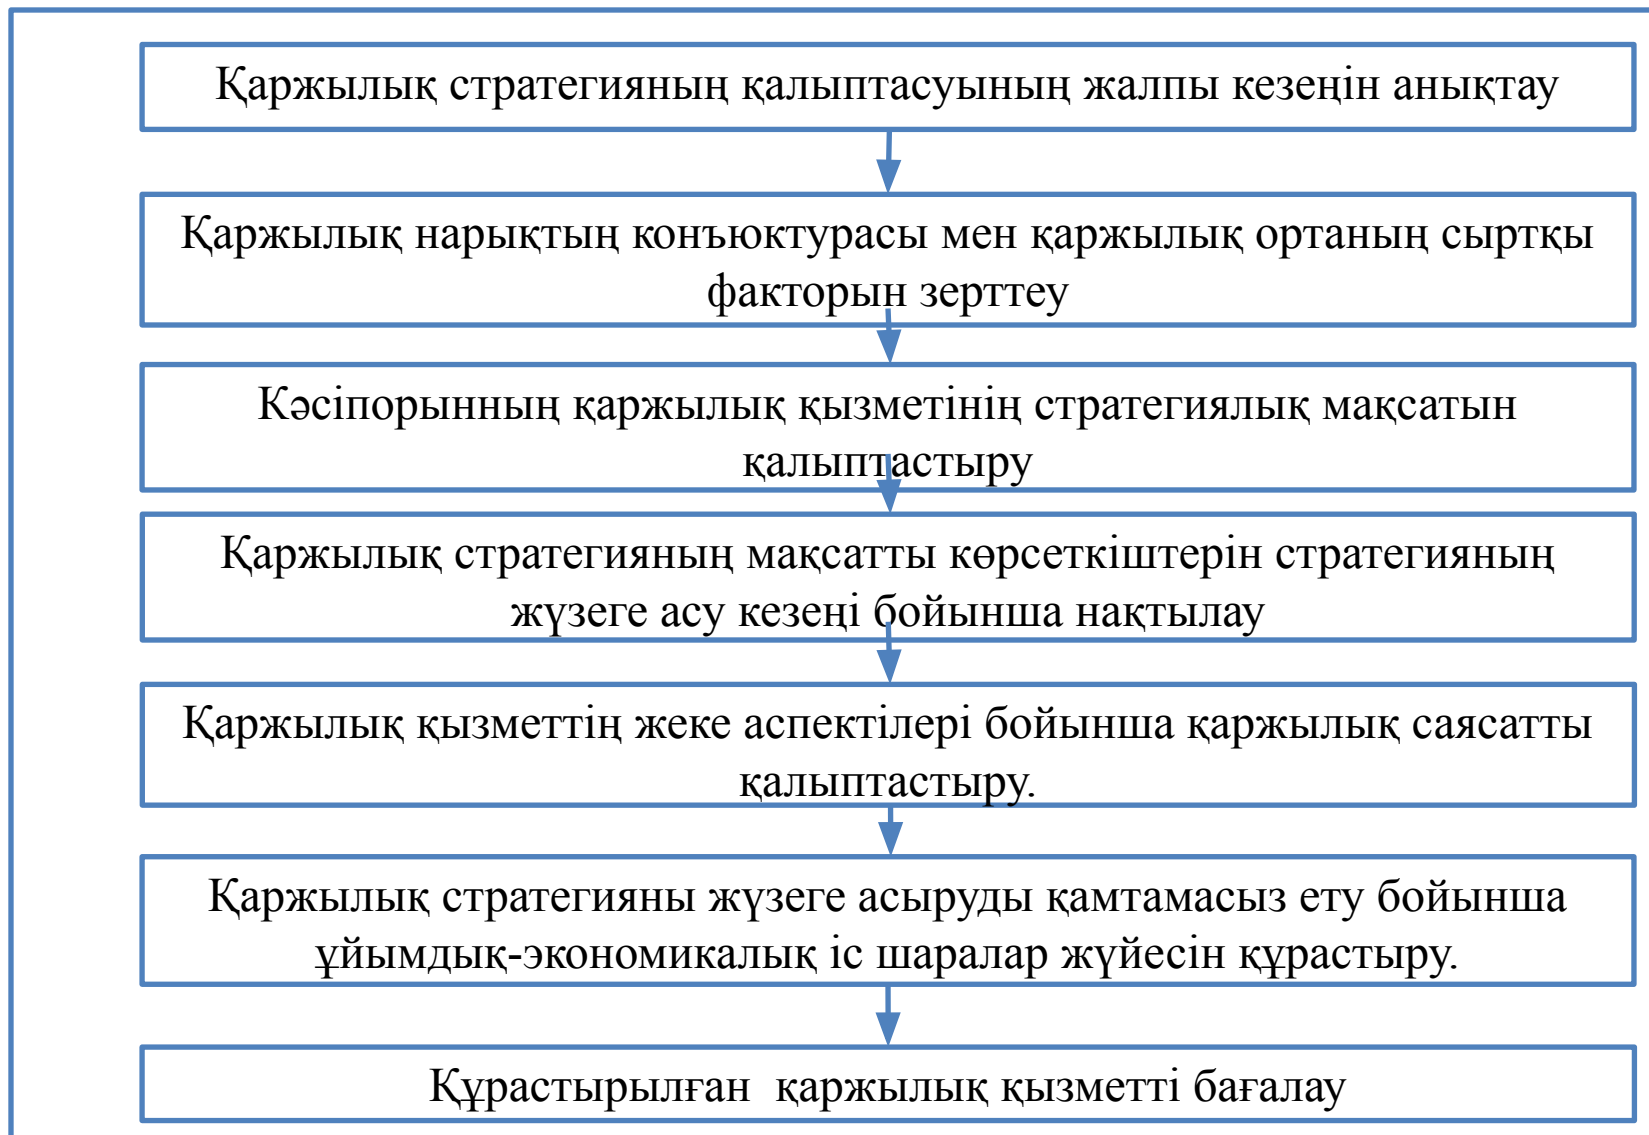 Қаржылық стратегияның қалыптасуының жалпы кезеңін анықтау
Қаржылық нарықтың конъюктурасы мен қаржылық ортаның сыртқы
факторын зерттеу
Кәсіпорынның қаржылық қызметінің стратегиялық мақсатын
қалыптастыру
Қаржылық стратегияның мақсатты көрсеткіштерін стратегияның
жүзеге асу кезеңі бойынша нақтылау
Қаржылық қызметтің жеке аспектілері бойынша қаржылық саясатты
қалыптастыру.
Қаржылық стратегияны жүзеге асыруды қамтамасыз ету бойынша
ұйымдық-экономикалық іс шаралар жүйесін құрастыру.
Құрастырылған  қаржылық қызметті бағалау